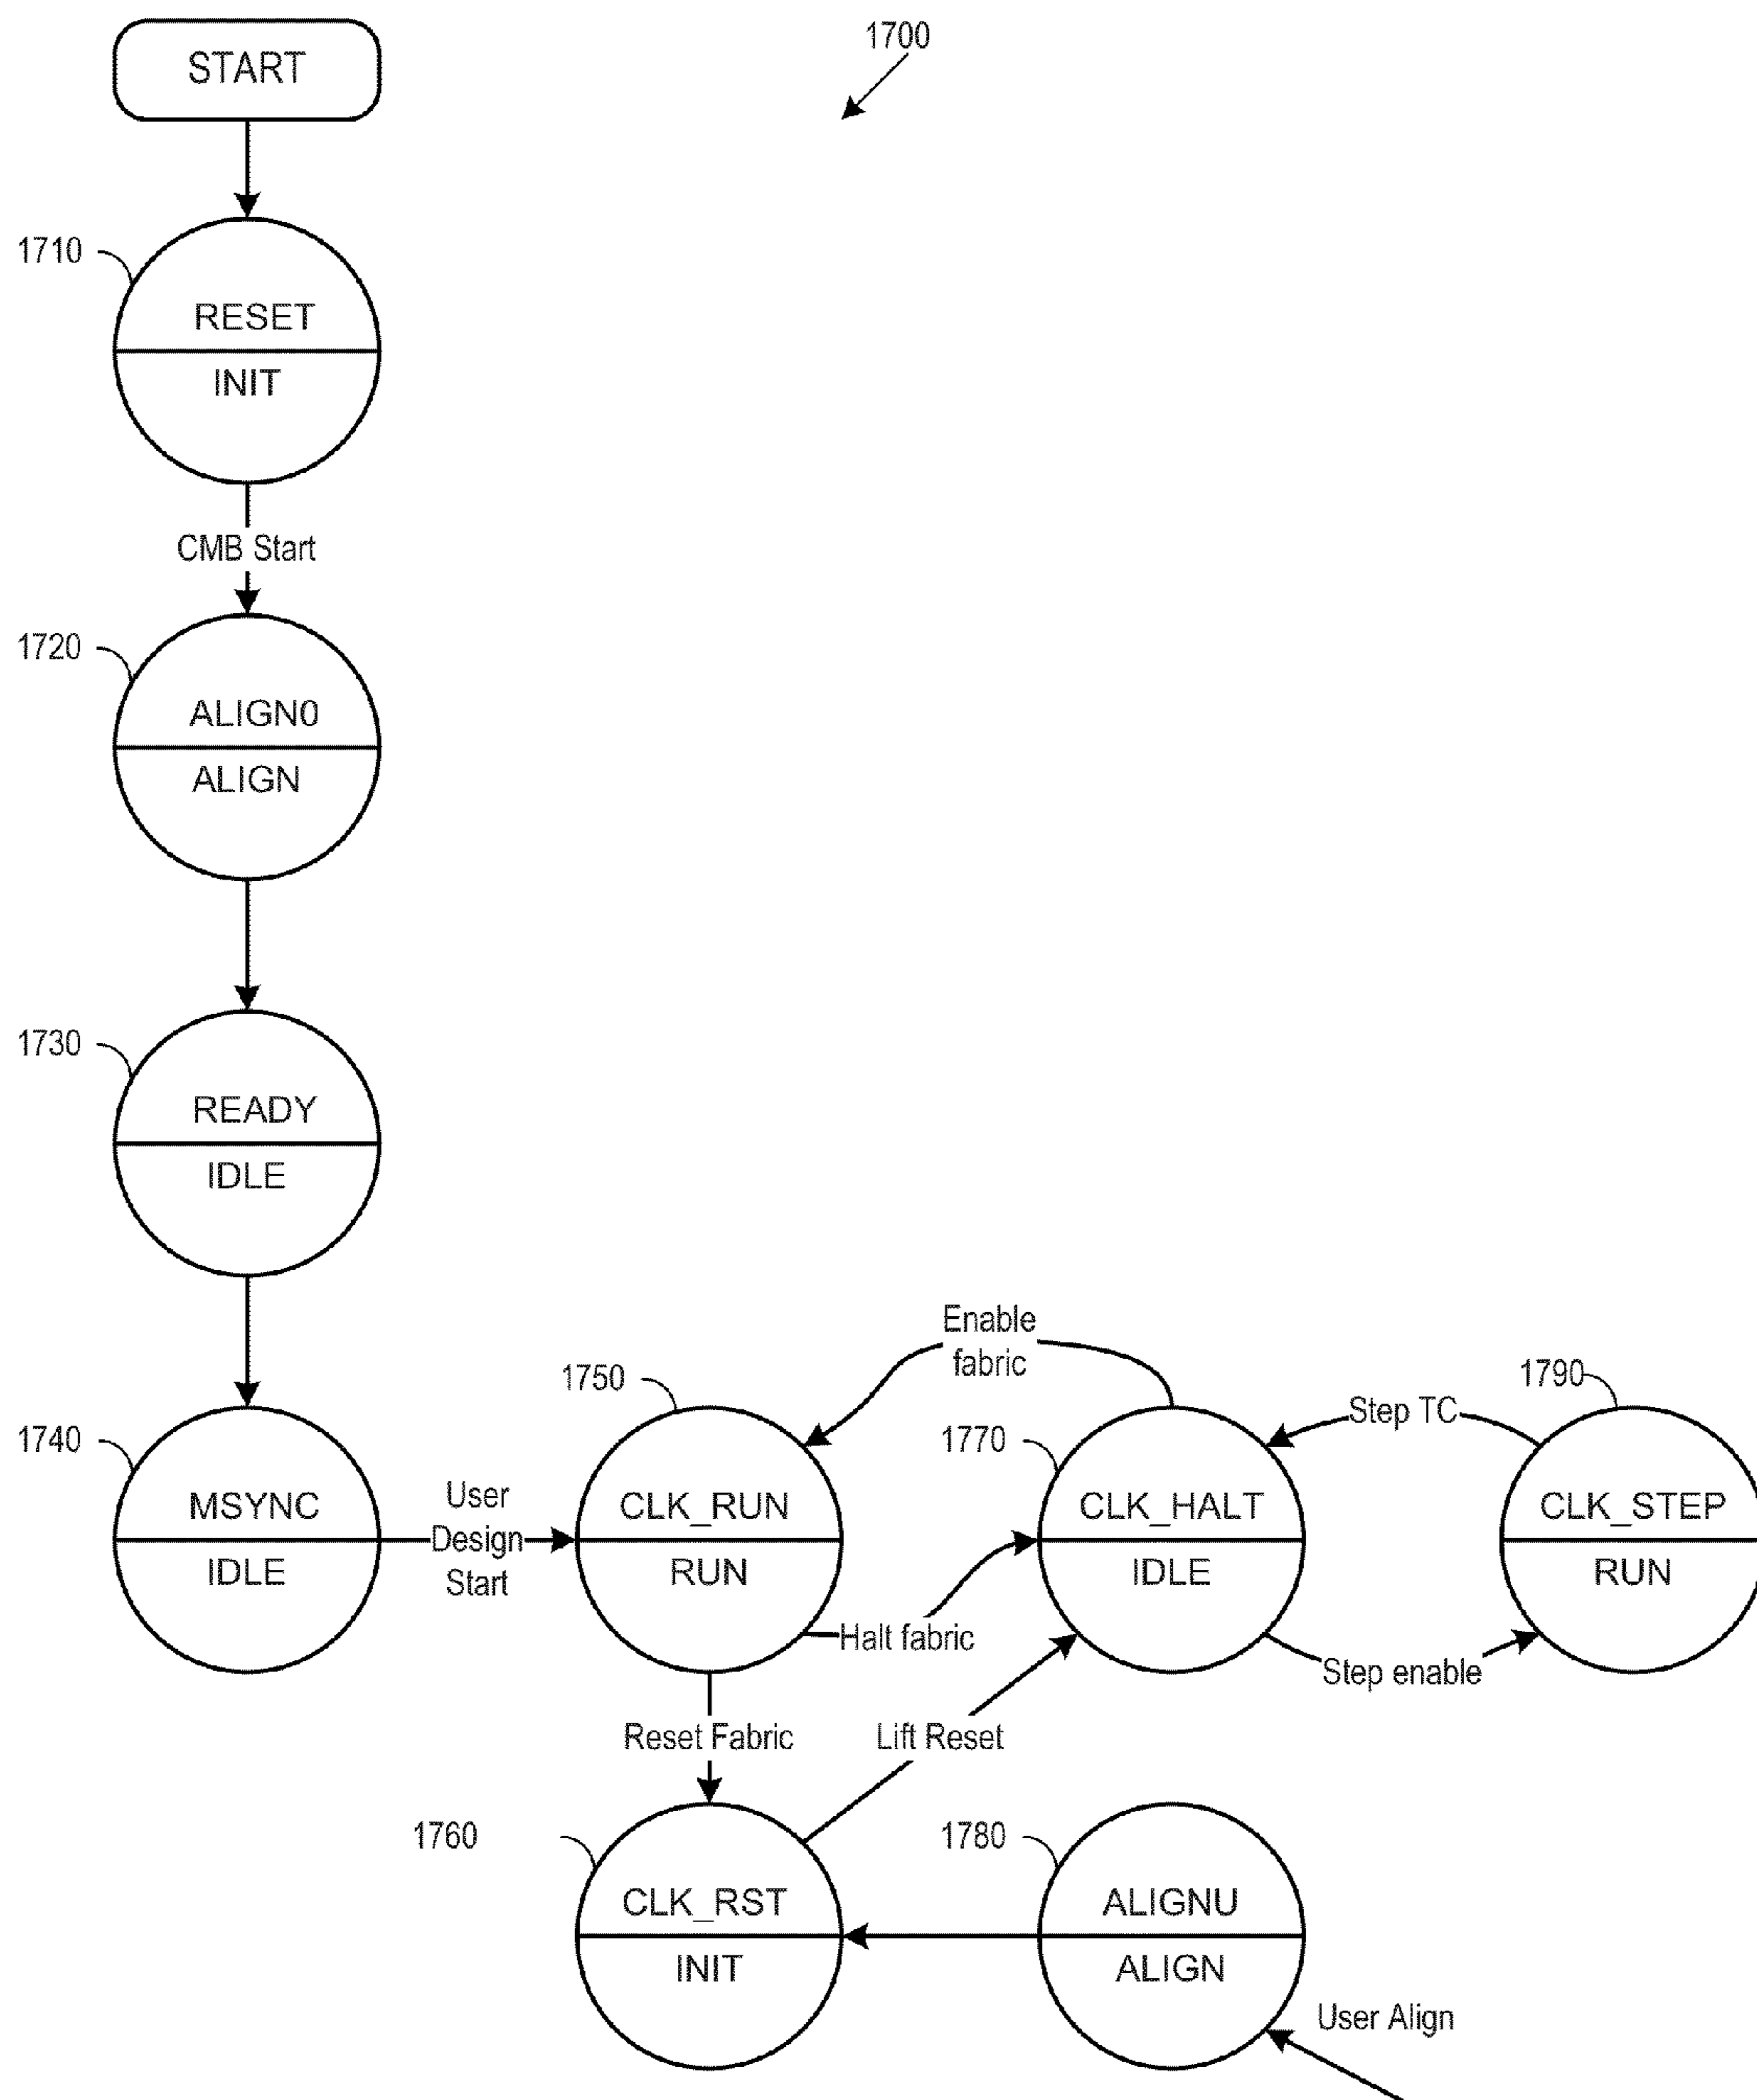 START
1700
1710
RESET
INIT
CMB Start
1720
ALIGN0
ALIGN
1730
READY
IDLE
1740
MSYNC
IDLE
User
Design
Start
1750
CLK_RUN
RUN
Enable
fabric
Halt fabric
1770
CLK_HALT
IDLE
Step TC
1790
CLK_STEP
RUN
Step enable
Reset Fabric
Lift Reset
1760
CLK_RST
INIT
1780
ALIGNU
ALIGN
User Align